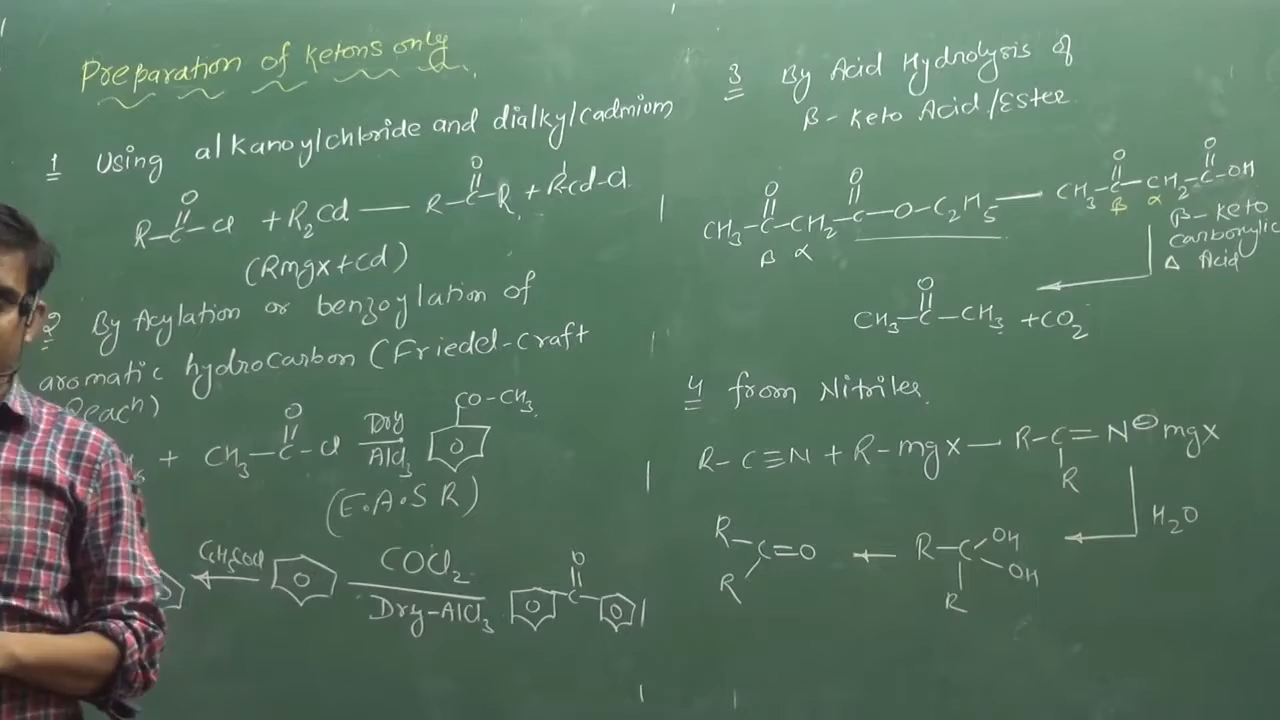 Preparation of Ketons only
1 Using alkanoylchloride and dialkylcadmium
O O
R-C-Cl + R2Cd — R-C-R + R-Cd-Cl
(Rmgx+Cd)
2 By Acylation or benzoylation of
aromatic hydrocarbon (Friedel-Craft
Reach)
O CO-CH3
+ CH3-C-Cl Dry
AlCl3
(E.A.S R)
C6H5COCl COCl2 O
Dry-AlCl3 C
3 By Acid Hydrolysis of
β-Keto Acid/Ester
O O O O
CH3-C-CH2-C-O-C2H5 — CH3-C-CH2-C-OH
β α β α
β-Keto
Carboxylic
Δ Acid
O
CH3-C-CH3 + CO2
4 from Nitriles.
R-C≡N + R-mgx — R-C=N⊖mgx
R
H2O
R-C=O ← R-C-OH
R R OH